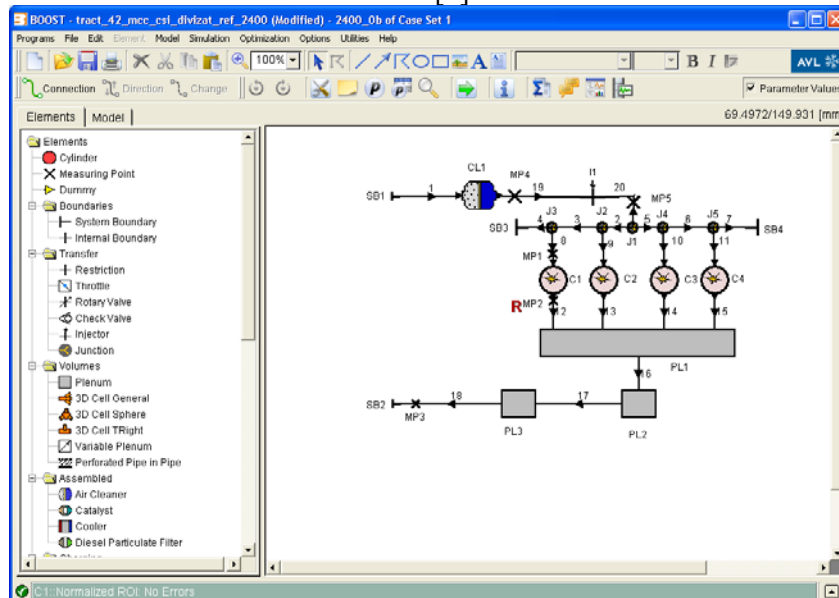 BOOST - tract_42_mcc_csi_divizat_ref_2400 (Modified) - 2400_0b of Case Set 1
Programs File Edit Element Model Simulation Optimization Options Utilities Help
100% A B I AVL
Connection Direction Change P P i Σ Parameter Values
Elements Model 69.4972/149.931 [mm
Elements
Cylinder
Measuring Point
Dummy
Boundaries
System Boundary
Internal Boundary
Transfer
Restriction
Throttle
Rotary Valve
Check Valve
Injector
Junction
Volumes
Plenum
3D Cell General
3D Cell Sphere
3D Cell TRight
Variable Plenum
Perforated Pipe in Pipe
Assembled
Air Cleaner
Catalyst
Cooler
Diesel Particulate Filter
CL1 MP4 I1
SB1 1 19 20 MP5
J3 J2 J4 J5
SB3 4 3 2 J1 5 6 7 SB4
8 9 10 11
MP1
C1 C2 C3 C4
R MP2 12 13 14 15
PL1
16
SB2 18 17
MP3 PL3 PL2
C1::Normalized ROI: No Errors